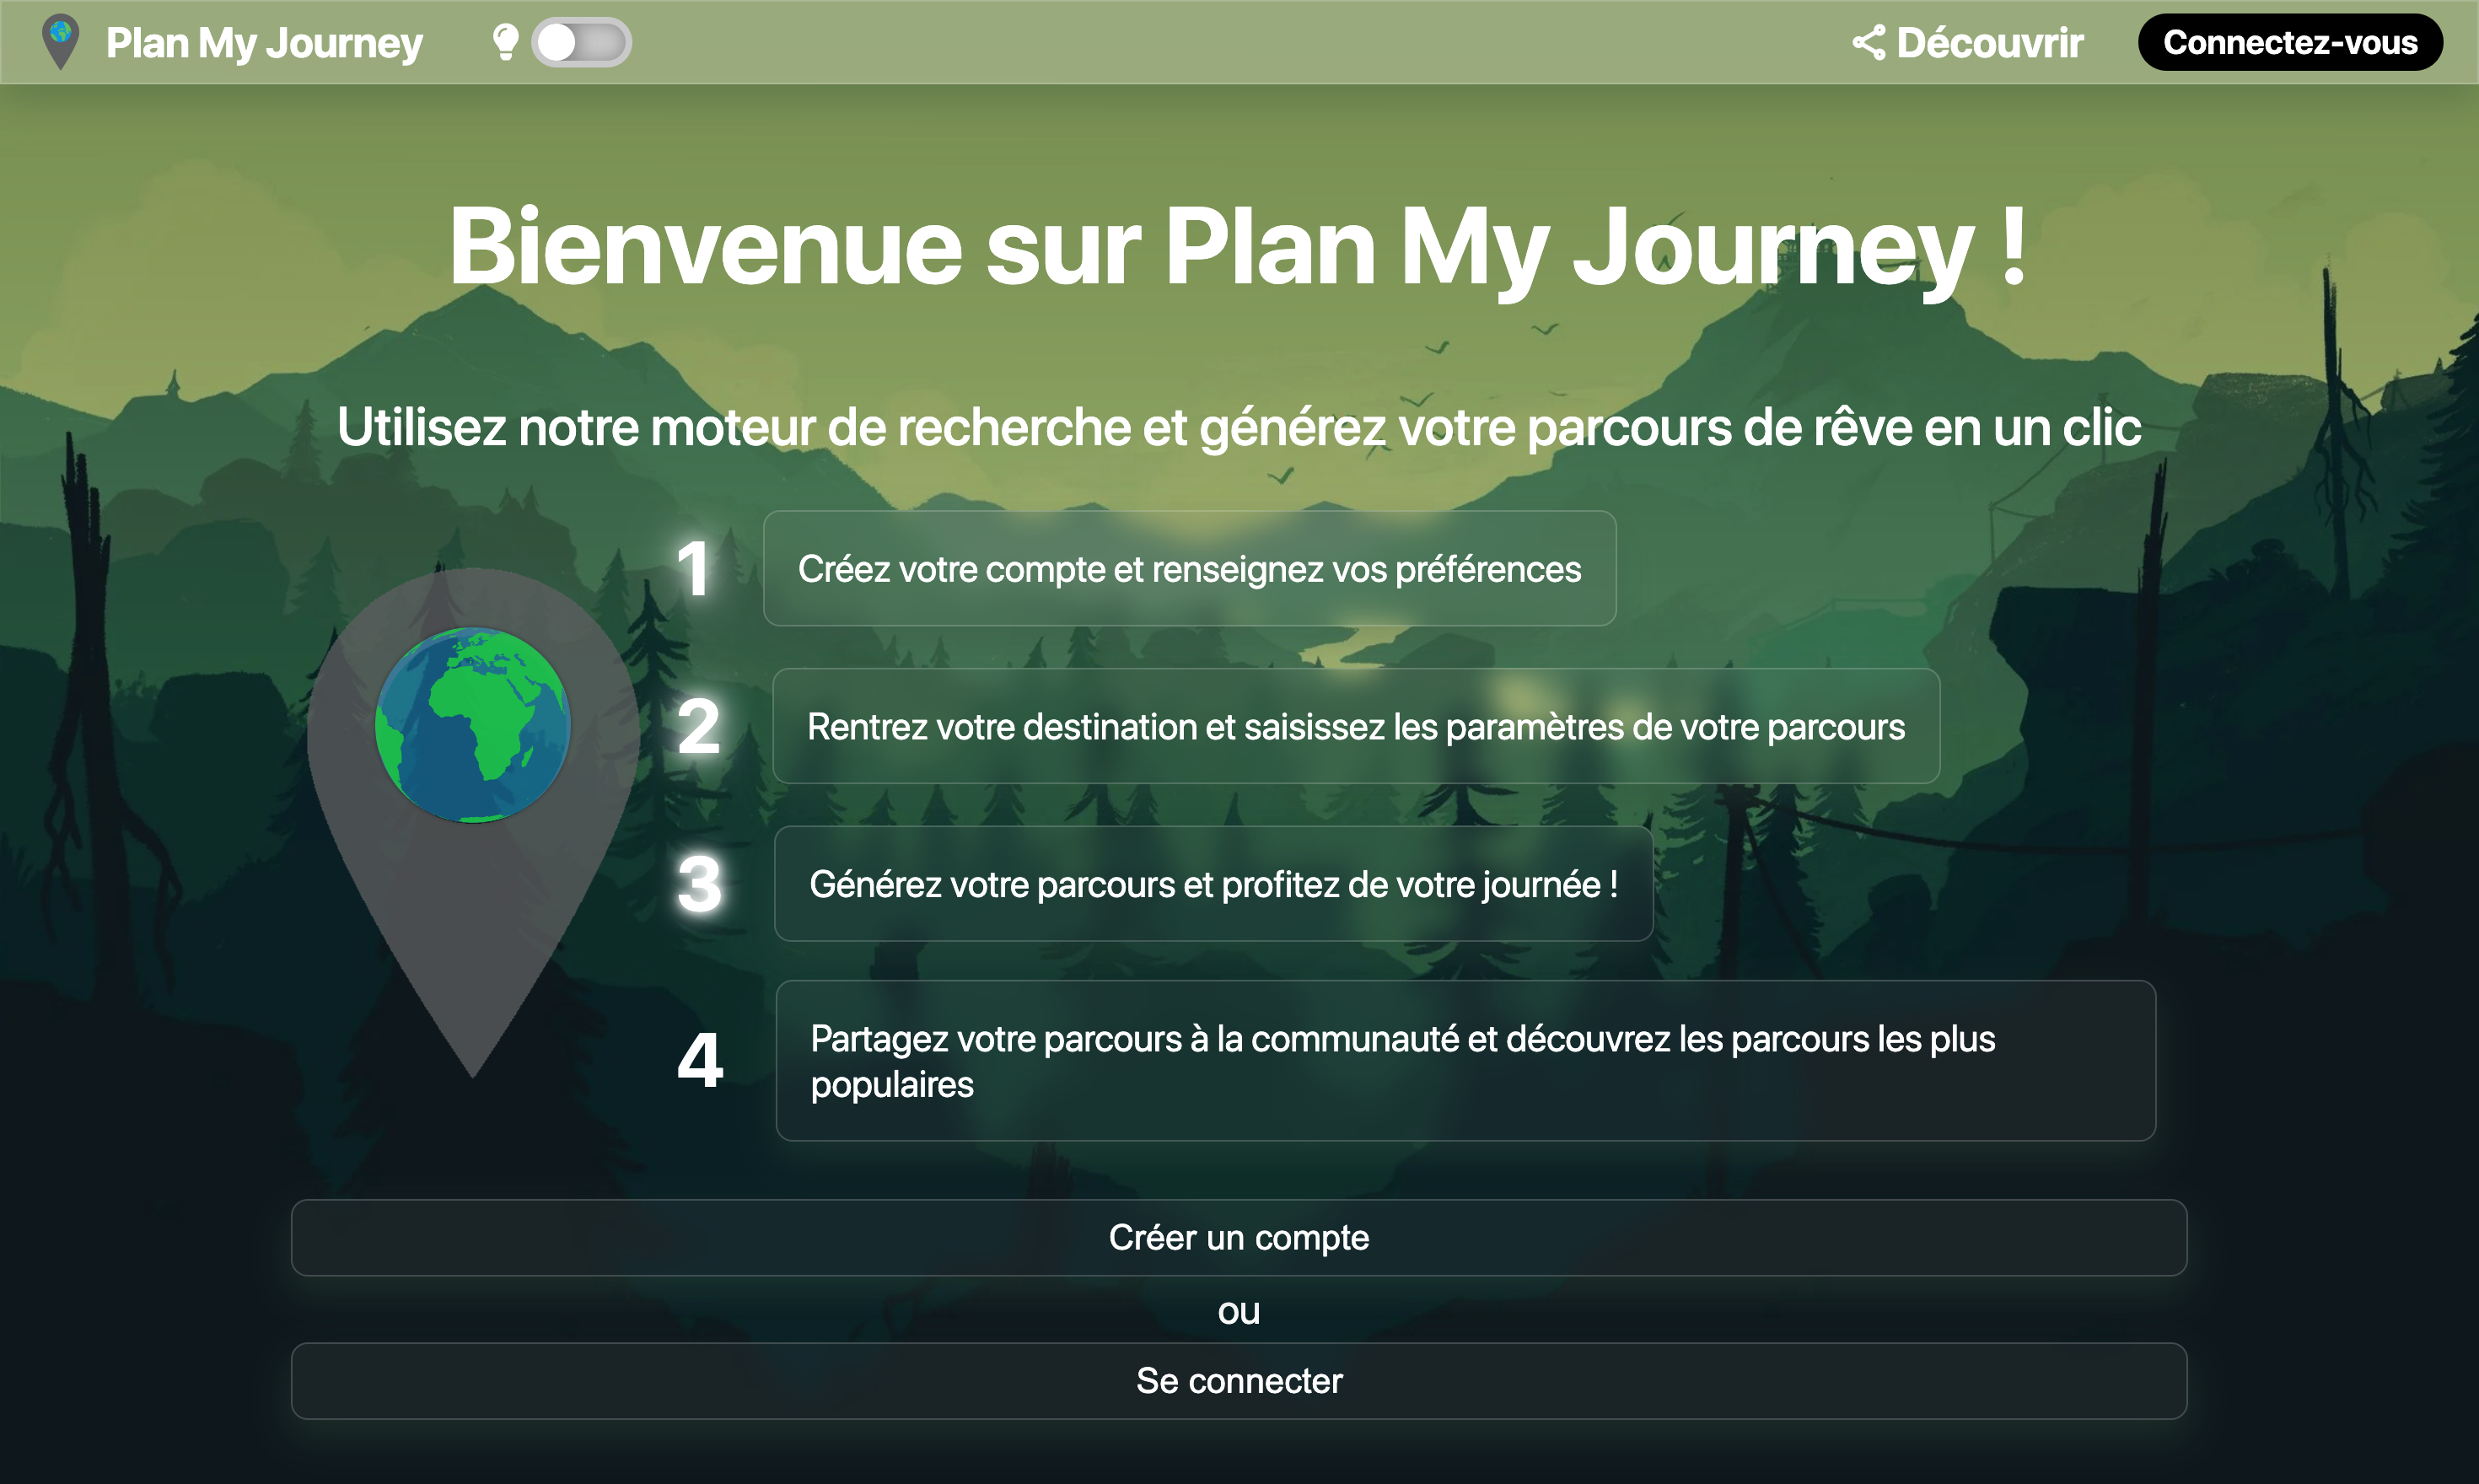 Plan My Journey
Découvrir
Connectez-vous
Bienvenue sur Plan My Journey !
Utilisez notre moteur de recherche et générez votre parcours de rêve en un clic
1
Créez votre compte et renseignez vos préférences
2
Rentrez votre destination et saisissez les paramètres de votre parcours
3
Générez votre parcours et profitez de votre journée !
4
Partagez votre parcours à la communauté et découvrez les parcours les plus
populaires
Créer un compte
ou
Se connecter